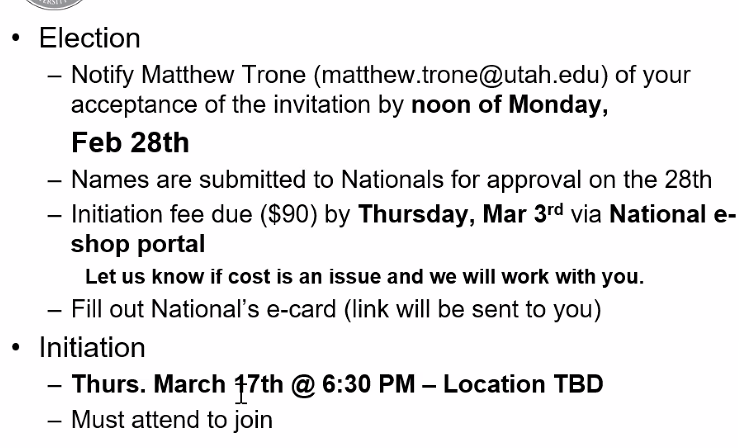 • Election
– Notify Matthew Trone (matthew.trone@utah.edu) of your
acceptance of the invitation by noon of Monday,
Feb 28th
– Names are submitted to Nationals for approval on the 28th
– Initiation fee due ($90) by Thursday, Mar 3rd via National e-
shop portal
Let us know if cost is an issue and we will work with you.
– Fill out National's e-card (link will be sent to you)
• Initiation
– Thurs. March 17th @ 6:30 PM – Location TBD
– Must attend to join